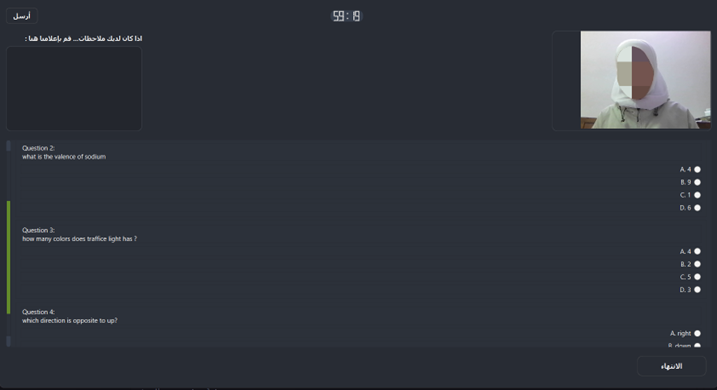 أرسل
59:19
اذا كان لديك ملاحظات... قم بإعلامنا هنا :
Question 2:
what is the valence of sodium
A. 4
B. 9
C. 1
D. 6
Question 3:
how many colors does traffice light has ?
A. 4
B. 2
C. 5
D. 3
Question 4:
which direction is opposite to up?
A. right
B. down
الانتهاء